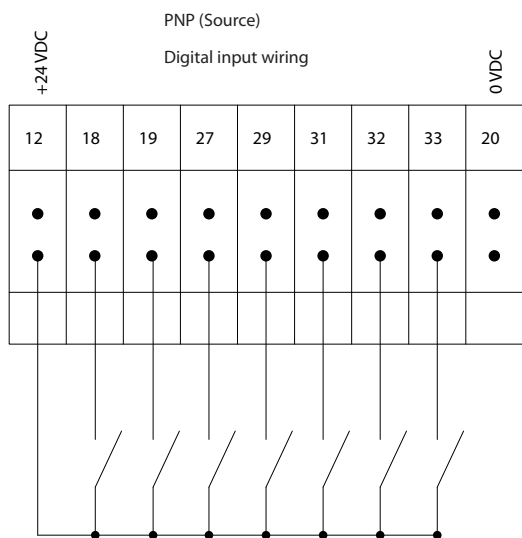 PNP (Source)
Digital input wiring
+24 VDC
0 VDC
12 18 19 27 29 31 32 33 20